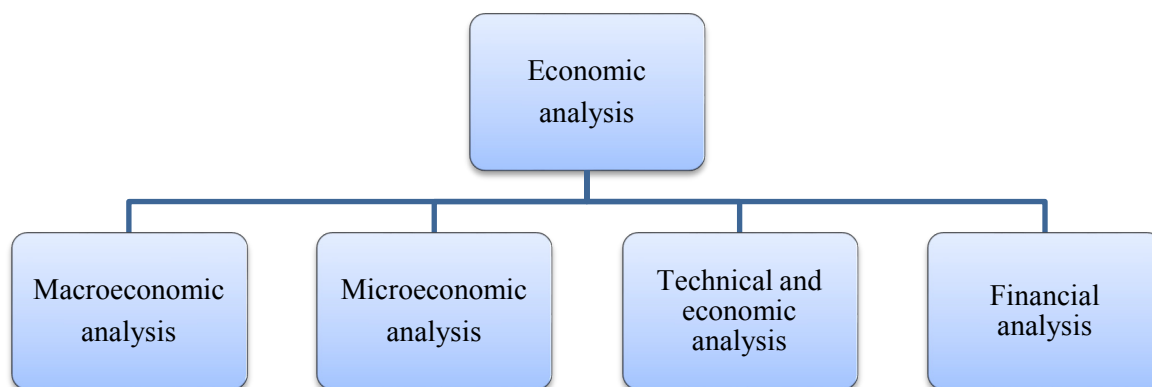 Economic
analysis
Macroeconomic
analysis
Microeconomic
analysis
Technical and
economic
analysis
Financial
analysis